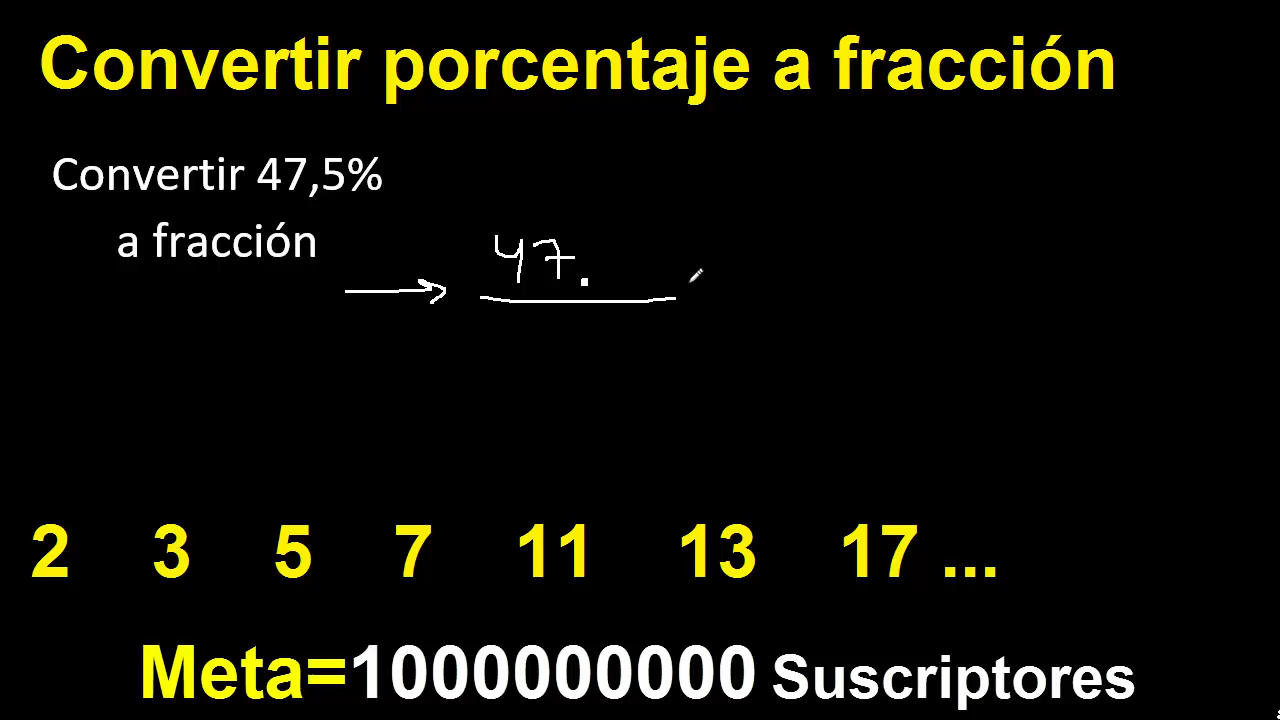 Convertir porcentaje a fracción
Convertir 47,5%
a fracción
47.
2 3 5 7 11 13 17 ...
Meta=1000000000 Suscriptores